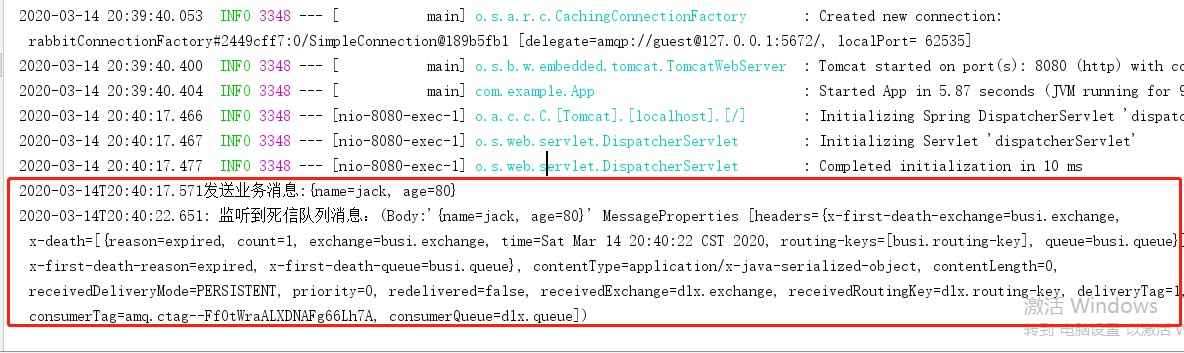 2020-03-14 20:39:40.053  INFO 3348 --- [           main] o.s.a.r.c.CachingConnectionFactory       : Created new connection:
rabbitConnectionFactory#2449cff7:0/SimpleConnection@189b5fb1 [delegate=amqp://guest@127.0.0.1:5672/, localPort= 62535]
2020-03-14 20:39:40.400  INFO 3348 --- [           main] o.s.b.w.embedded.tomcat.TomcatWebServer  : Tomcat started on port(s): 8080 (http) with co
2020-03-14 20:39:40.404  INFO 3348 --- [           main] com.example.App                          : Started App in 5.87 seconds (JVM running for 9
2020-03-14 20:40:17.466  INFO 3348 --- [nio-8080-exec-1] o.a.c.c.C.[Tomcat].[localhost].[/]       : Initializing Spring DispatcherServlet 'dispatc
2020-03-14 20:40:17.467  INFO 3348 --- [nio-8080-exec-1] o.s.web.servlet.DispatcherServlet        : Initializing Servlet 'dispatcherServlet'
2020-03-14 20:40:17.477  INFO 3348 --- [nio-8080-exec-1] o.s.web.servlet.DispatcherServlet        : Completed initialization in 10 ms
2020-03-14T20:40:17.571发送业务消息:{name=jack, age=80}
2020-03-14T20:40:22.651: 监听到死信队列消息：(Body:'{name=jack, age=80}' MessageProperties [headers={x-first-death-exchange=busi.exchange,
x-death=[{reason=expired, count=1, exchange=busi.exchange, time=Sat Mar 14 20:40:22 CST 2020, routing-keys=[busi.routing-key], queue=busi.queue}]
x-first-death-reason=expired, x-first-death-queue=busi.queue}, contentType=application/x-java-serialized-object, contentLength=0,
receivedDeliveryMode=PERSISTENT, priority=0, redelivered=false, receivedExchange=dlx.exchange, receivedRoutingKey=dlx.routing-key, deliveryTag=1,
consumerTag=amq.ctag--Ff0tWraALXDNAFg66Lh7A, consumerQueue=dlx.queue])
激活 Windows
转到"电脑设置"以激活 W